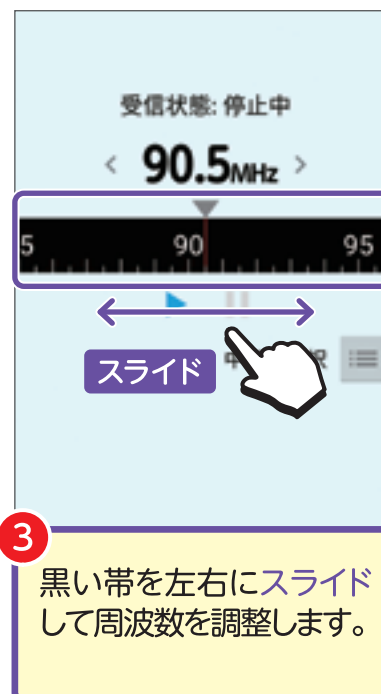 受信状態: 停止中
< 90.5MHz >
5 90 95
スライド
3
黒い帯を左右にスライド
して周波数を調整します。